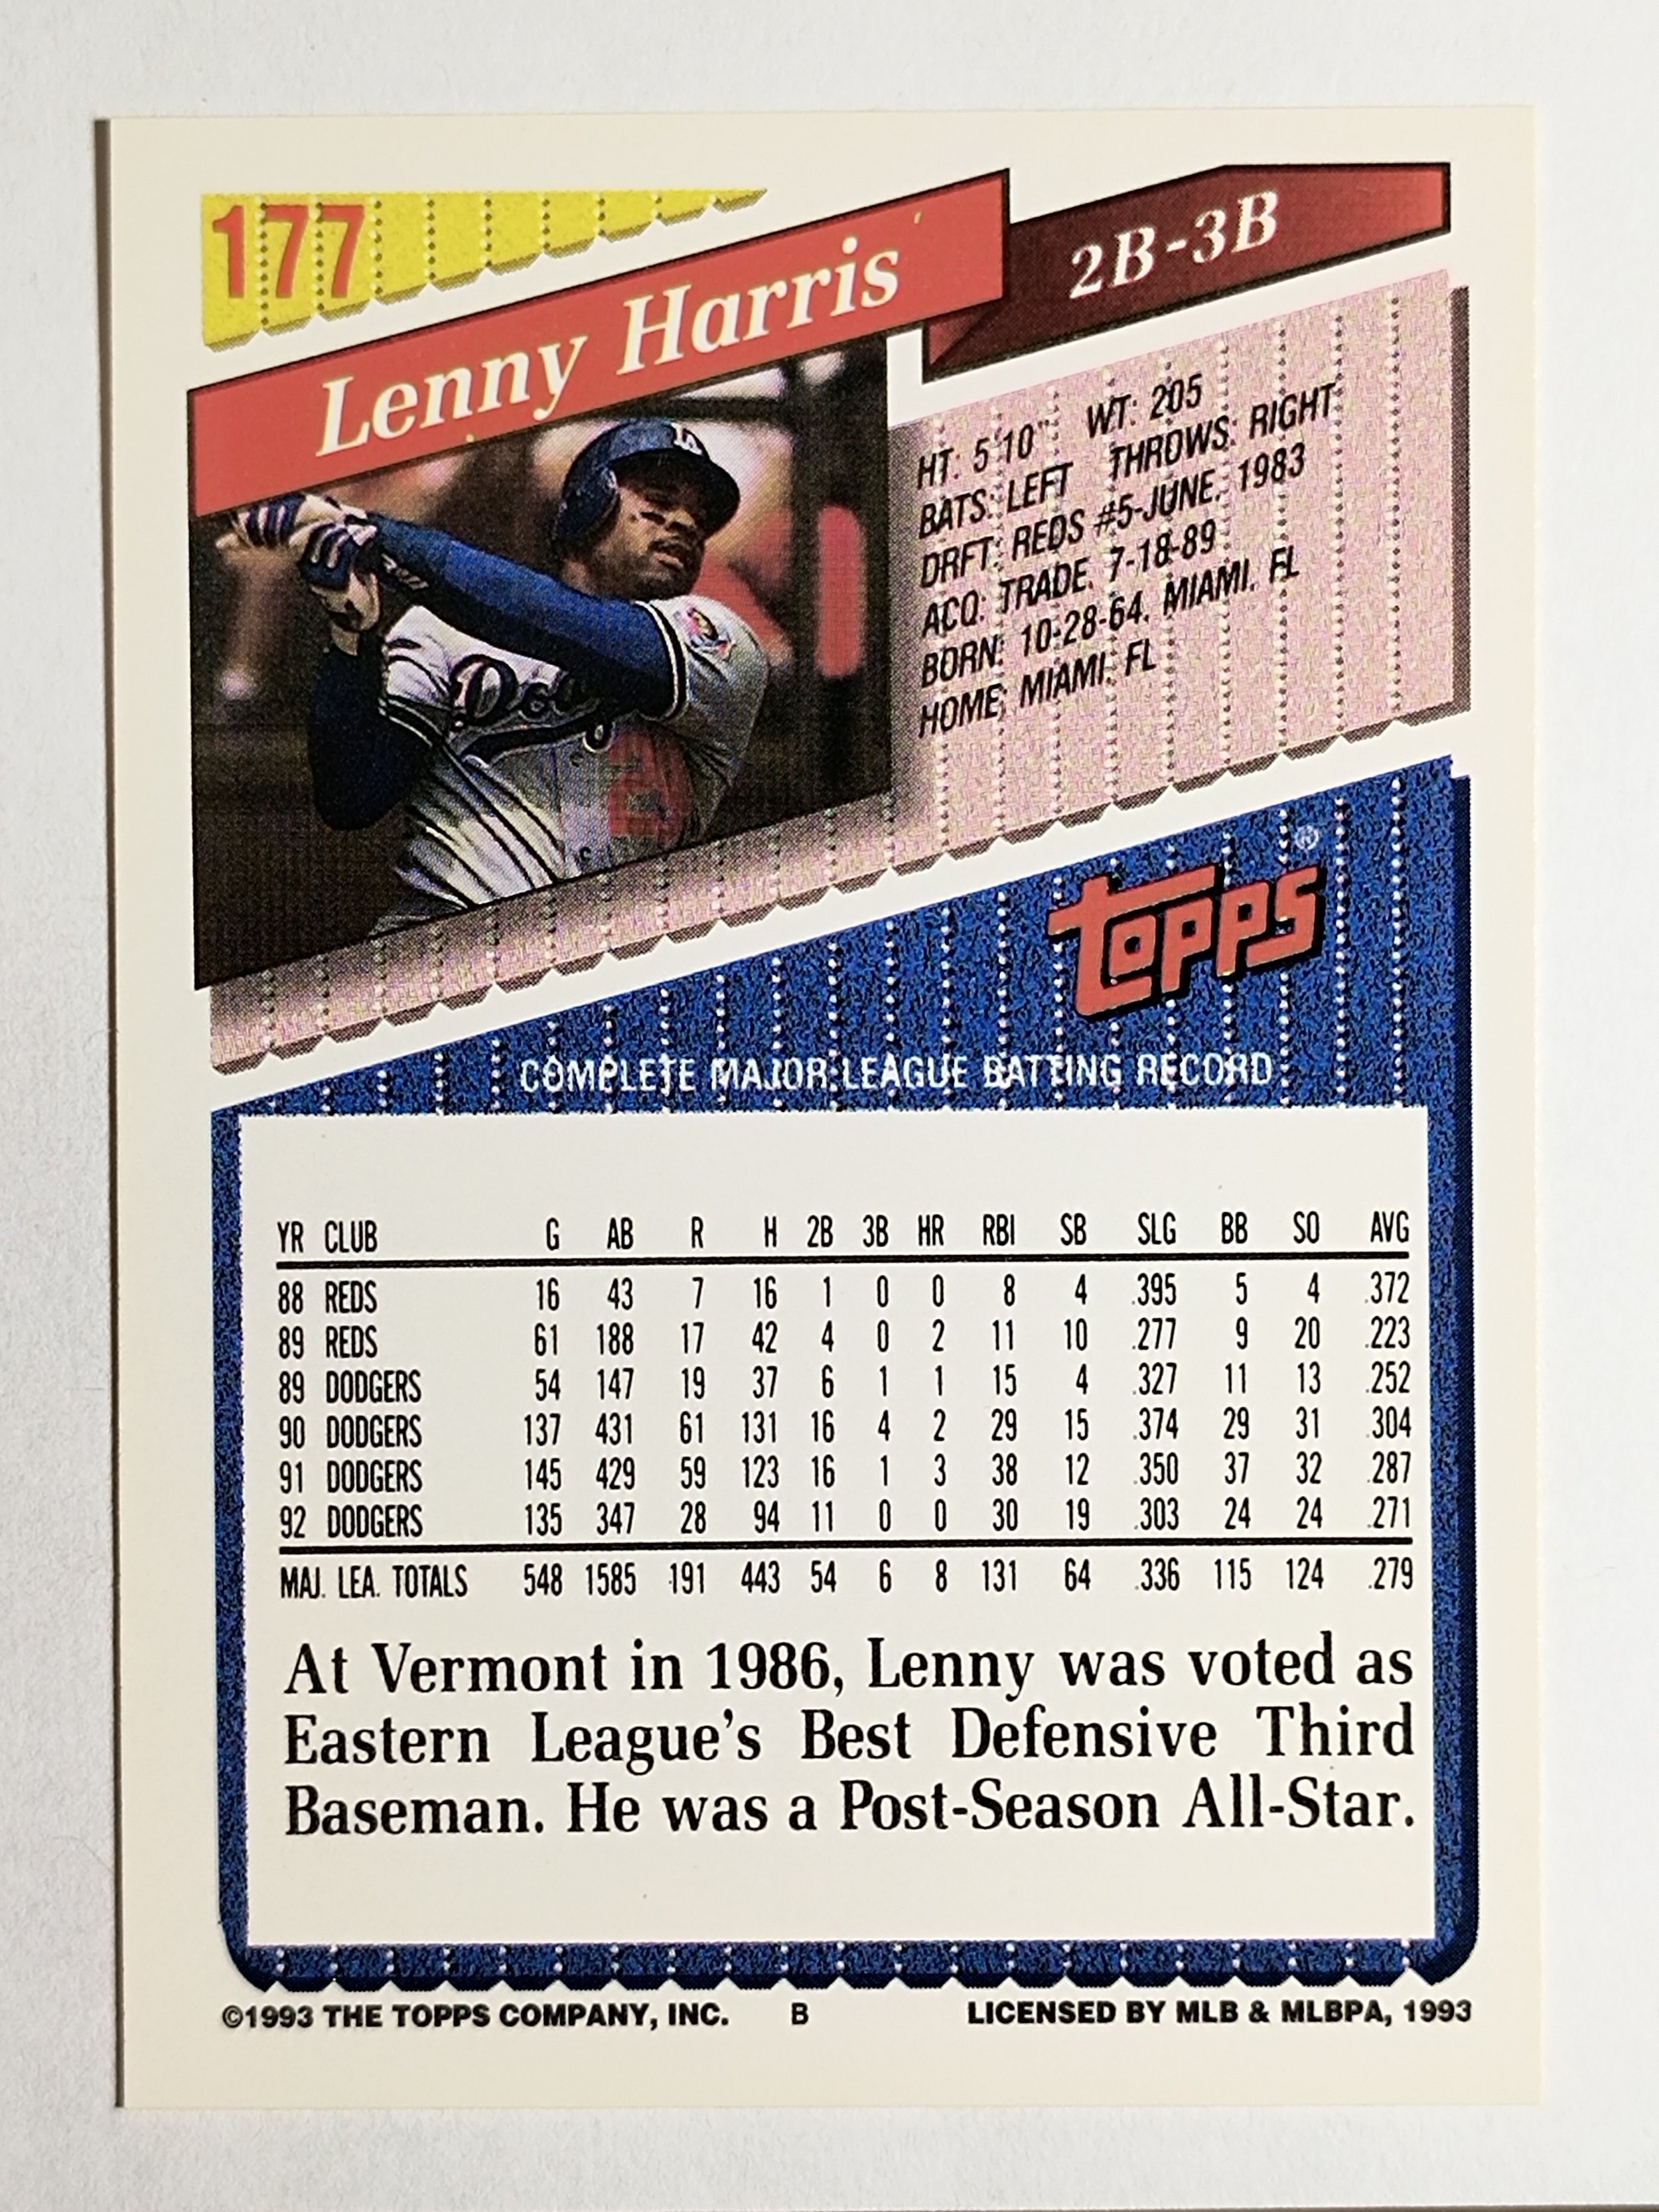 177
Lenny Harris
2B-3B
HT: 5'10" WT: 205
BATS: LEFT THROWS: RIGHT
DRFT: REDS #5-JUNE, 1983
ACQ: TRADE, 7-18-89
BORN: 10-28-64, MIAMI, FL
HOME: MIAMI, FL
LA
topps®
COMPLETE MAJOR LEAGUE BATTING RECORD
YR CLUB G AB R H 2B 3B HR RBI SB SLG BB SO AVG
88 REDS 16 43 7 16 1 0 0 8 4 .395 5 4 .372
89 REDS 61 188 17 42 4 0 2 11 10 .277 9 20 .223
89 DODGERS 54 147 19 37 6 1 1 15 4 .327 11 13 .252
90 DODGERS 137 431 61 131 16 4 2 29 15 .374 29 31 .304
91 DODGERS 145 429 59 123 16 1 3 38 12 .350 37 32 .287
92 DODGERS 135 347 28 94 11 0 0 30 19 .303 24 24 .271
MAJ. LEA. TOTALS 548 1585 191 443 54 6 8 131 64 .336 115 124 .279
At Vermont in 1986, Lenny was voted as
Eastern League's Best Defensive Third
Baseman. He was a Post-Season All-Star.
©1993 THE TOPPS COMPANY, INC. B LICENSED BY MLB & MLBPA, 1993